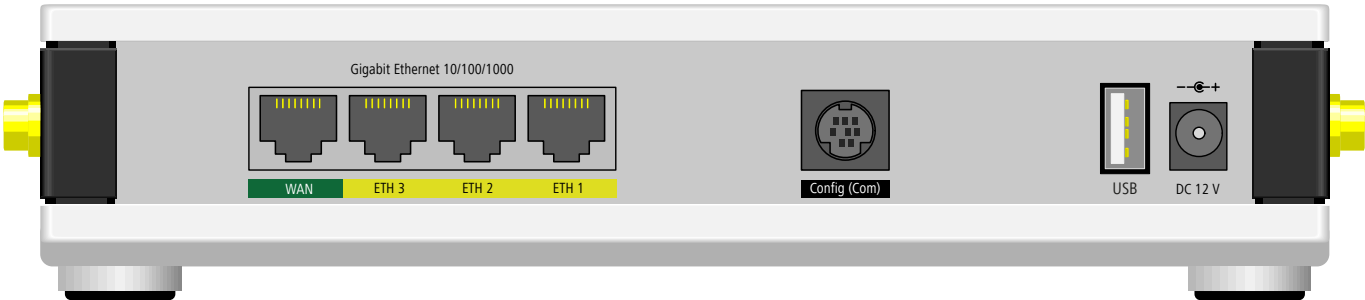 Gigabit Ethernet 10/100/1000
WAN
ETH 3
ETH 2
ETH 1
Config (Com)
USB
DC 12 V